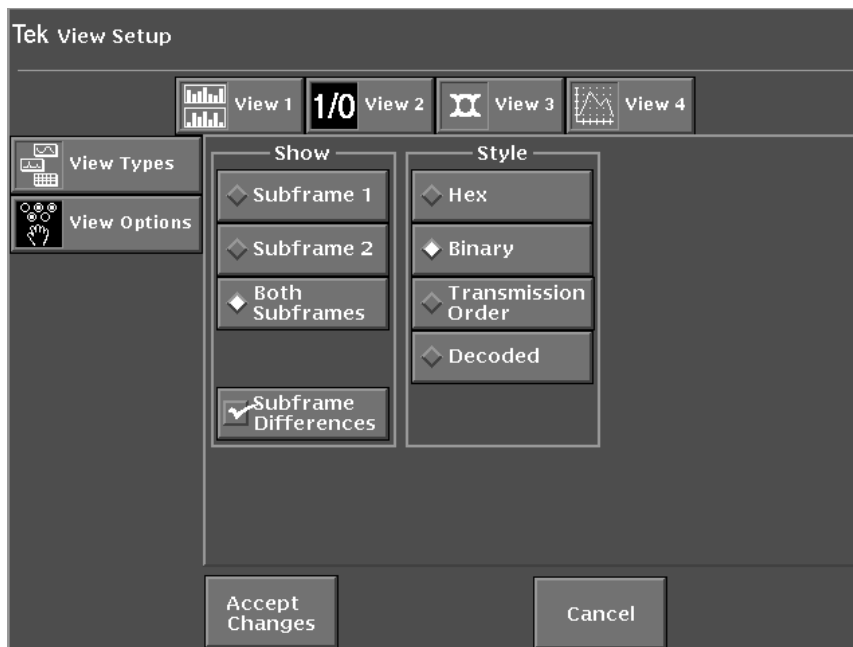 Tek View Setup
View 1
1/0 View 2
View 3
View 4
View Types
View Options
Show
Subframe 1
Subframe 2
Both
Subframes
Subframe
Differences
Style
Hex
Binary
Transmission
Order
Decoded
Accept
Changes
Cancel